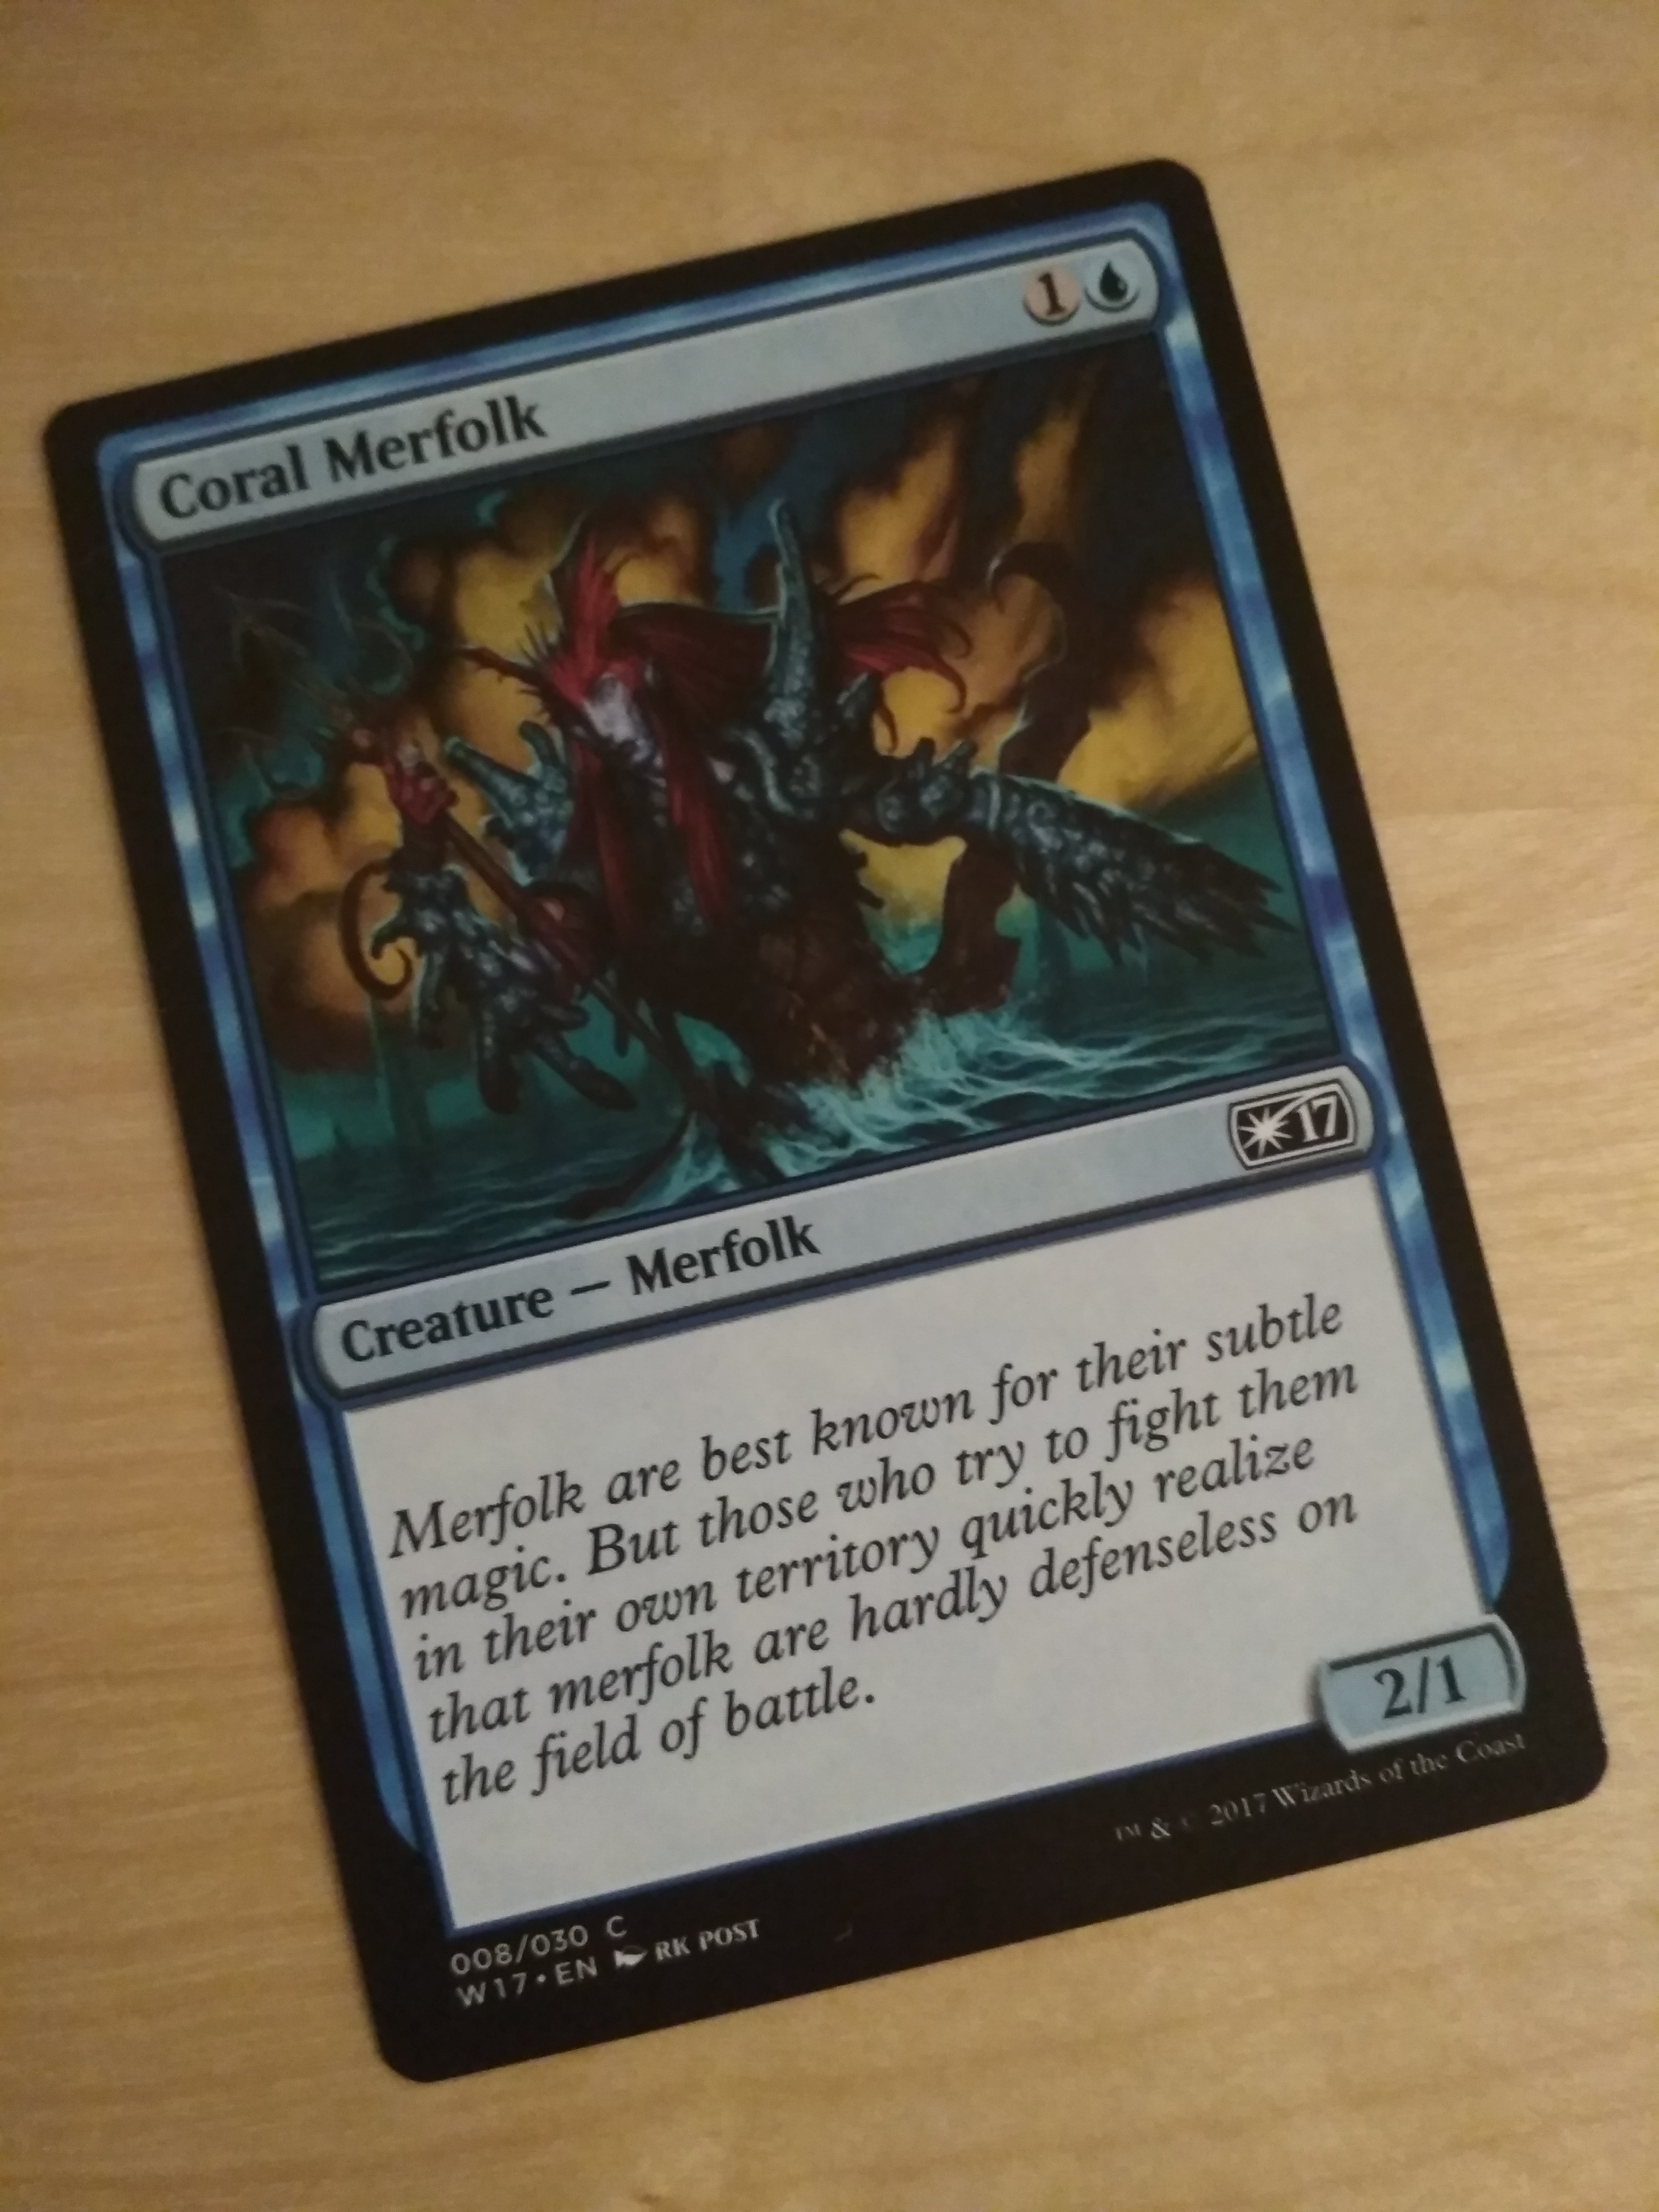 Coral Merfolk
1
17
Creature — Merfolk
Merfolk are best known for their subtle
magic. But those who try to fight them
in their own territory quickly realize
that merfolk are hardly defenseless on
the field of battle.
2/1
™ & © 2017 Wizards of the Coast
008/030 C
W17•EN RK POST